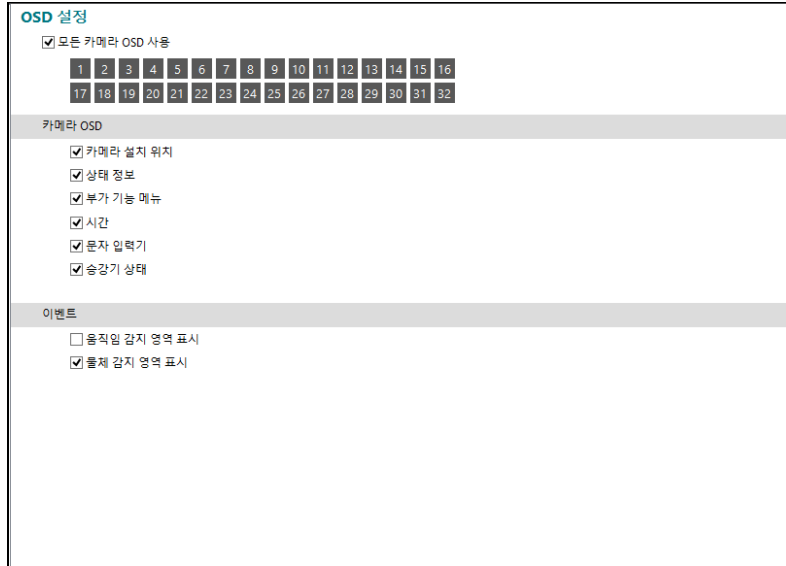 OSD 설정
모든 카메라 OSD 사용
1 2 3 4 5 6 7 8 9 10 11 12 13 14 15 16
17 18 19 20 21 22 23 24 25 26 27 28 29 30 31 32
카메라 OSD
카메라 설치 위치
상태 정보
부가 기능 메뉴
시간
문자 입력기
승강기 상태
이벤트
움직임 감지 영역 표시
물체 감지 영역 표시